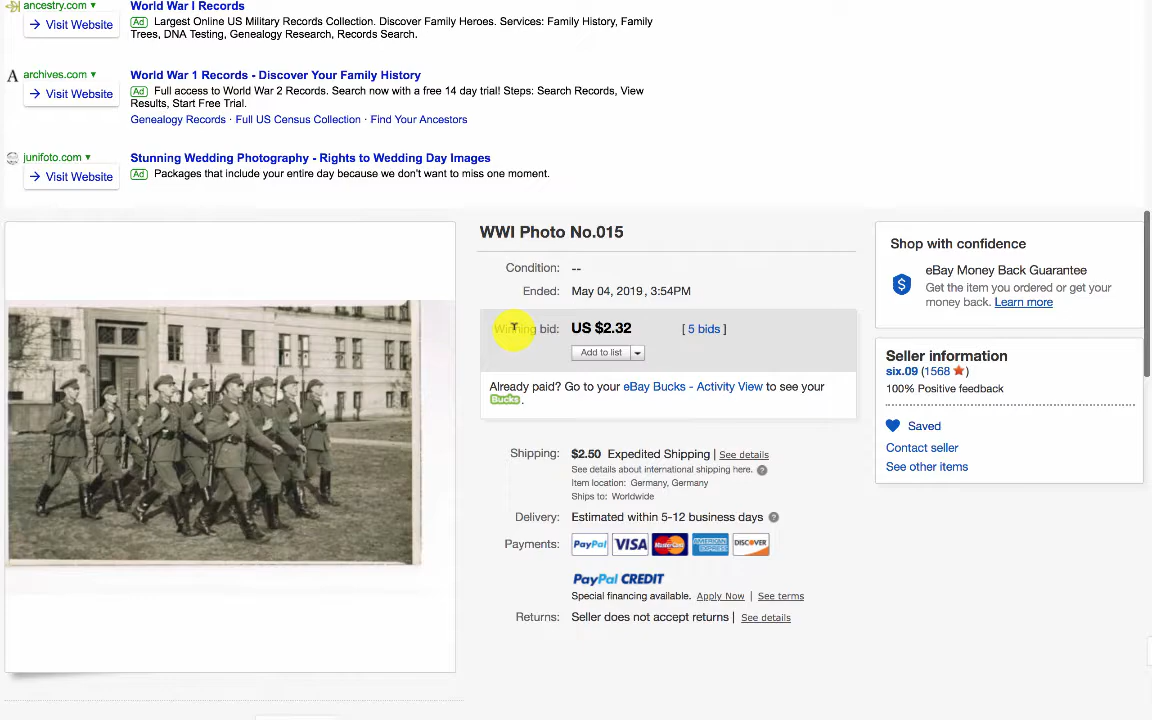 ancestry.com ▾
World War I Records
→ Visit Website
Ad Largest Online US Military Records Collection. Discover Family Heroes. Services: Family History, Family
Trees, DNA Testing, Genealogy Research, Records Search.
archives.com ▾
World War 1 Records - Discover Your Family History
→ Visit Website
Ad Full access to World War 2 Records. Search now with a free 14 day trial! Steps: Search Records, View
Results, Start Free Trial.
Genealogy Records · Full US Census Collection · Find Your Ancestors
junifoto.com ▾
Stunning Wedding Photography - Rights to Wedding Day Images
→ Visit Website
Ad Packages that include your entire day because we don't want to miss one moment.
WWI Photo No.015
Condition: --
Ended: May 04, 2019, 3:54PM
Winning bid: US $2.32 [ 5 bids ]
Add to list
Already paid? Go to your eBay Bucks - Activity View to see your
Bucks.
Shipping: $2.50 Expedited Shipping | See details
See details about international shipping here. ?
Item location: Germany, Germany
Ships to: Worldwide
Delivery: Estimated within 5-12 business days ?
Payments: PayPal VISA MasterCard AMERICAN EXPRESS DISCOVER
PayPal CREDIT
Special financing available. Apply Now | See terms
Returns: Seller does not accept returns | See details
Shop with confidence
eBay Money Back Guarantee
Get the item you ordered or get your
money back. Learn more
Seller information
six.09 (1568 ★)
100% Positive feedback
Saved
Contact seller
See other items